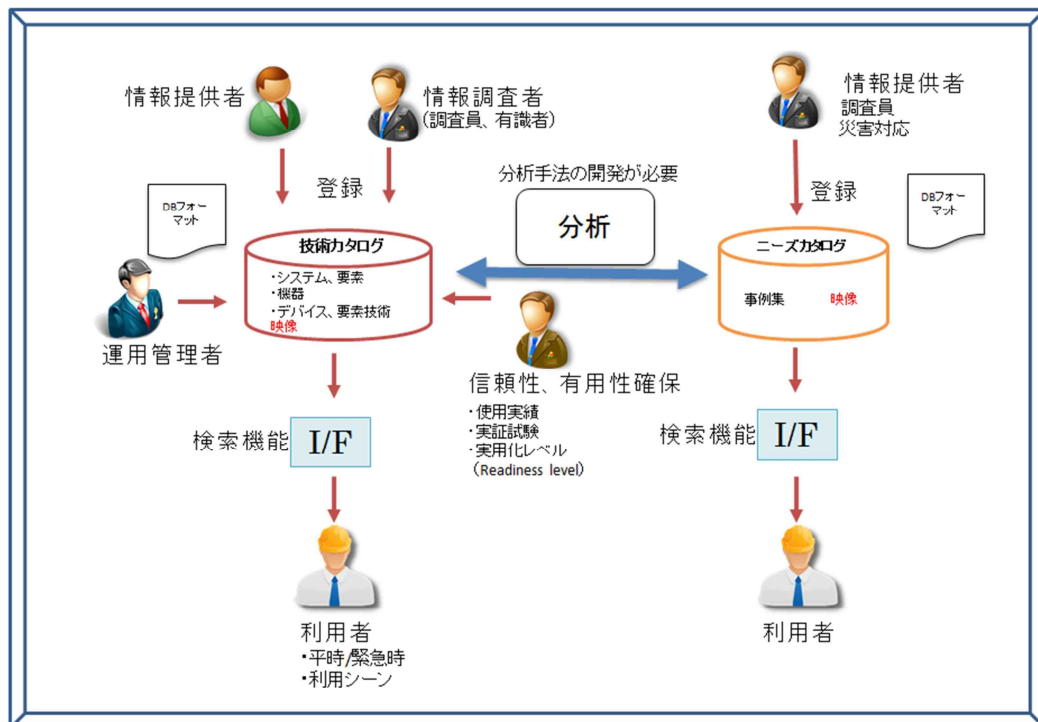 情報提供者
情報調査者
(調査員、有識者)
情報提供者
調査員
災害対応
登録
分析手法の開発が必要
登録
DBフォー
マット
分析
DBフォー
マット
技術カタログ
・システム、要素
・機器
・デバイス、要素技術
映像
ニーズカタログ
事例集
映像
運用管理者
信頼性、有用性確保
・使用実績
・実証試験
・実用化レベル
(Readiness level)
検索機能
I/F
検索機能
I/F
利用者
・平時/緊急時
・利用シーン
利用者